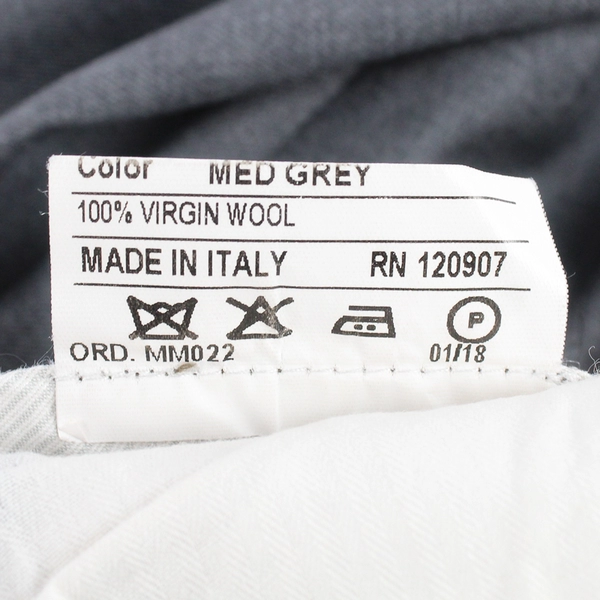 Color MED GREY
100% VIRGIN WOOL
MADE IN ITALY RN 120907
P
ORD. MM022 01/18